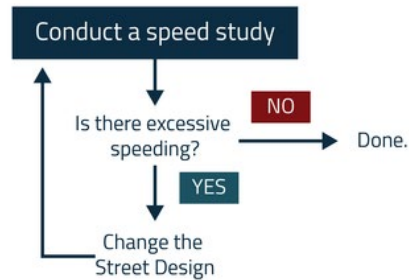 Conduct a speed study
NO
Is there excessive
speeding?
Done.
YES
Change the
Street Design